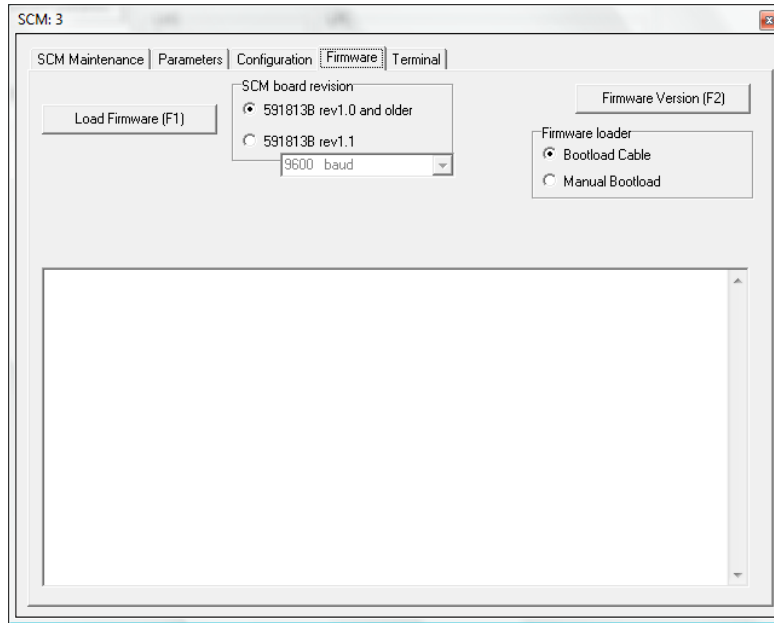 SCM: 3
SCM Maintenance
Parameters
Configuration
Firmware
Terminal
Load Firmware (F1)
SCM board revision
591813B rev1.0 and older
591813B rev1.1
9600 baud
Firmware Version (F2)
Firmware loader
Bootload Cable
Manual Bootload